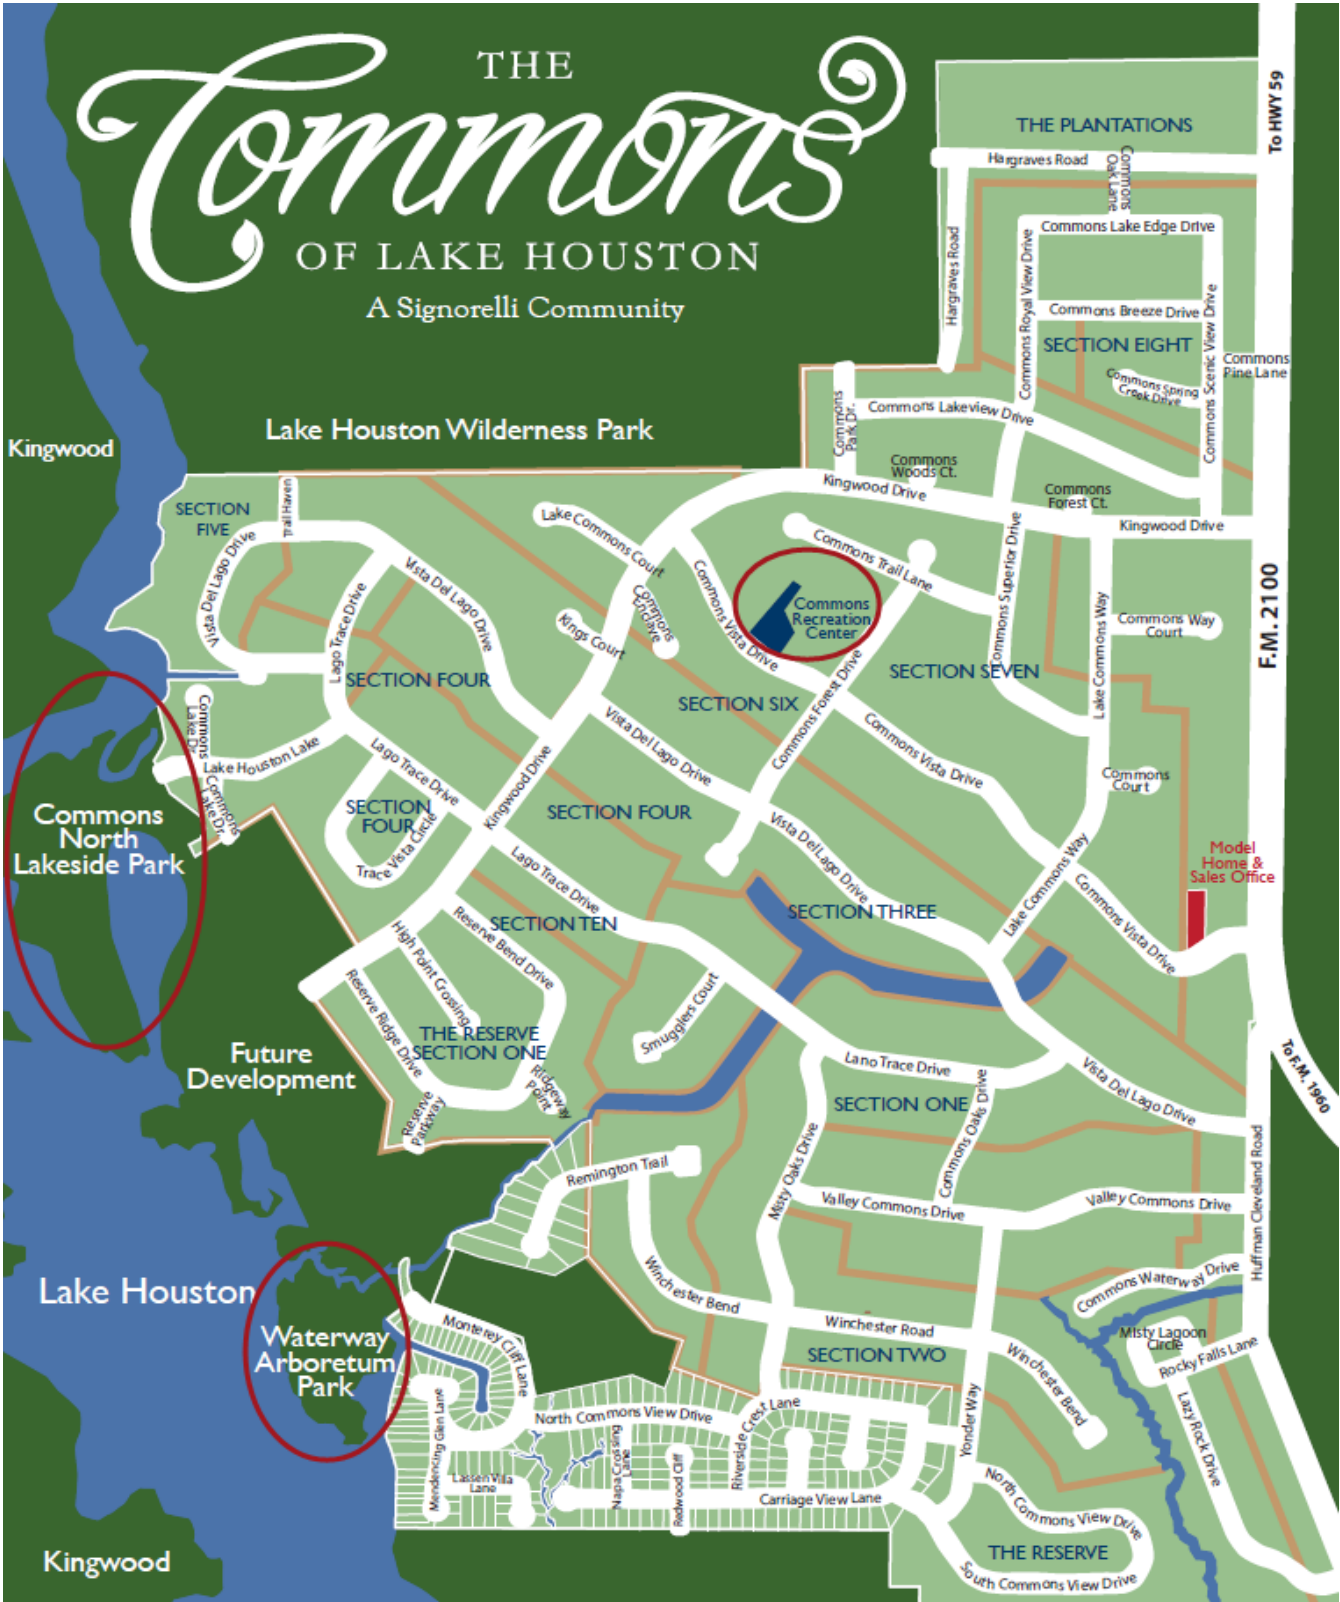 THE
Commons
OF LAKE HOUSTON
A Signorelli Community
To HWY 59
THE PLANTATIONS
Hargraves Road
Commons
Oak Lane
Hargraves Road
Commons Lake Edge Drive
Commons Royal View Drive
Commons Breeze Drive
SECTION EIGHT
Commons Scenic View Drive
Commons
Pine Lane
Commons Spring
Creek Drive
Commons
Park Dr.
Commons Lakeview Drive
Lake Houston Wilderness Park
Kingwood
Commons
Woods Ct.
Kingwood Drive
Commons
Forest Ct.
Kingwood Drive
SECTION
FIVE
Trail Haven
Vista Del Lago Drive
Lago Trace Drive
Vista Del Lago Drive
Lake Commons Court
Commons
Enclave
Kings Court
Commons Vista Drive
Commons Trail Lane
Commons
Recreation
Center
Commons Superior Drive
Lake Commons Way
Commons Way
Court
F.M. 2100
SECTION FOUR
SECTION SIX
SECTION SEVEN
Commons Forest Drive
Commons
Lake Dr.
Lake Houston Lake
Commons
Lake Dr.
Lago Trace Drive
Kingwood Drive
Vista Del Lago Drive
Commons Vista Drive
Commons
Court
SECTION
FOUR
Trace Vista Circle
SECTION FOUR
Vista Del Lago Drive
Commons
North
Lakeside Park
Lago Trace Drive
Lake Commons Way
Commons Vista Drive
Model
Home &
Sales Office
SECTION TEN
SECTION THREE
High Point Crossing
Reserve Bend Drive
Reserve Ridge Drive
THE RESERVE
SECTION ONE
Smugglers Court
Future
Development
Reserve
Parkway
Ridgeway
Point
Lano Trace Drive
SECTION ONE
Vista Del Lago Drive
To F.M. 1960
Misty Oaks Drive
Commons Oaks Drive
Remington Trail
Valley Commons Drive
Valley Commons Drive
Huffman Cleveland Road
Lake Houston
Winchester Bend
Commons Waterway Drive
Waterway
Arboretum
Park
Monterey Cliff Lane
Winchester Road
SECTION TWO
Winchester Bend
Misty Lagoon
Circle
Rocky Falls Lane
North Commons View Drive
Riverside Crest Lane
Yonder Way
Lazy Rock Drive
Mendencing Glen Lane
Lassen Villa
Lane
Napa Crossing
Lane
Redwood Cliff
Carriage View Lane
North Commons View Drive
THE RESERVE
South Commons View Drive
Kingwood